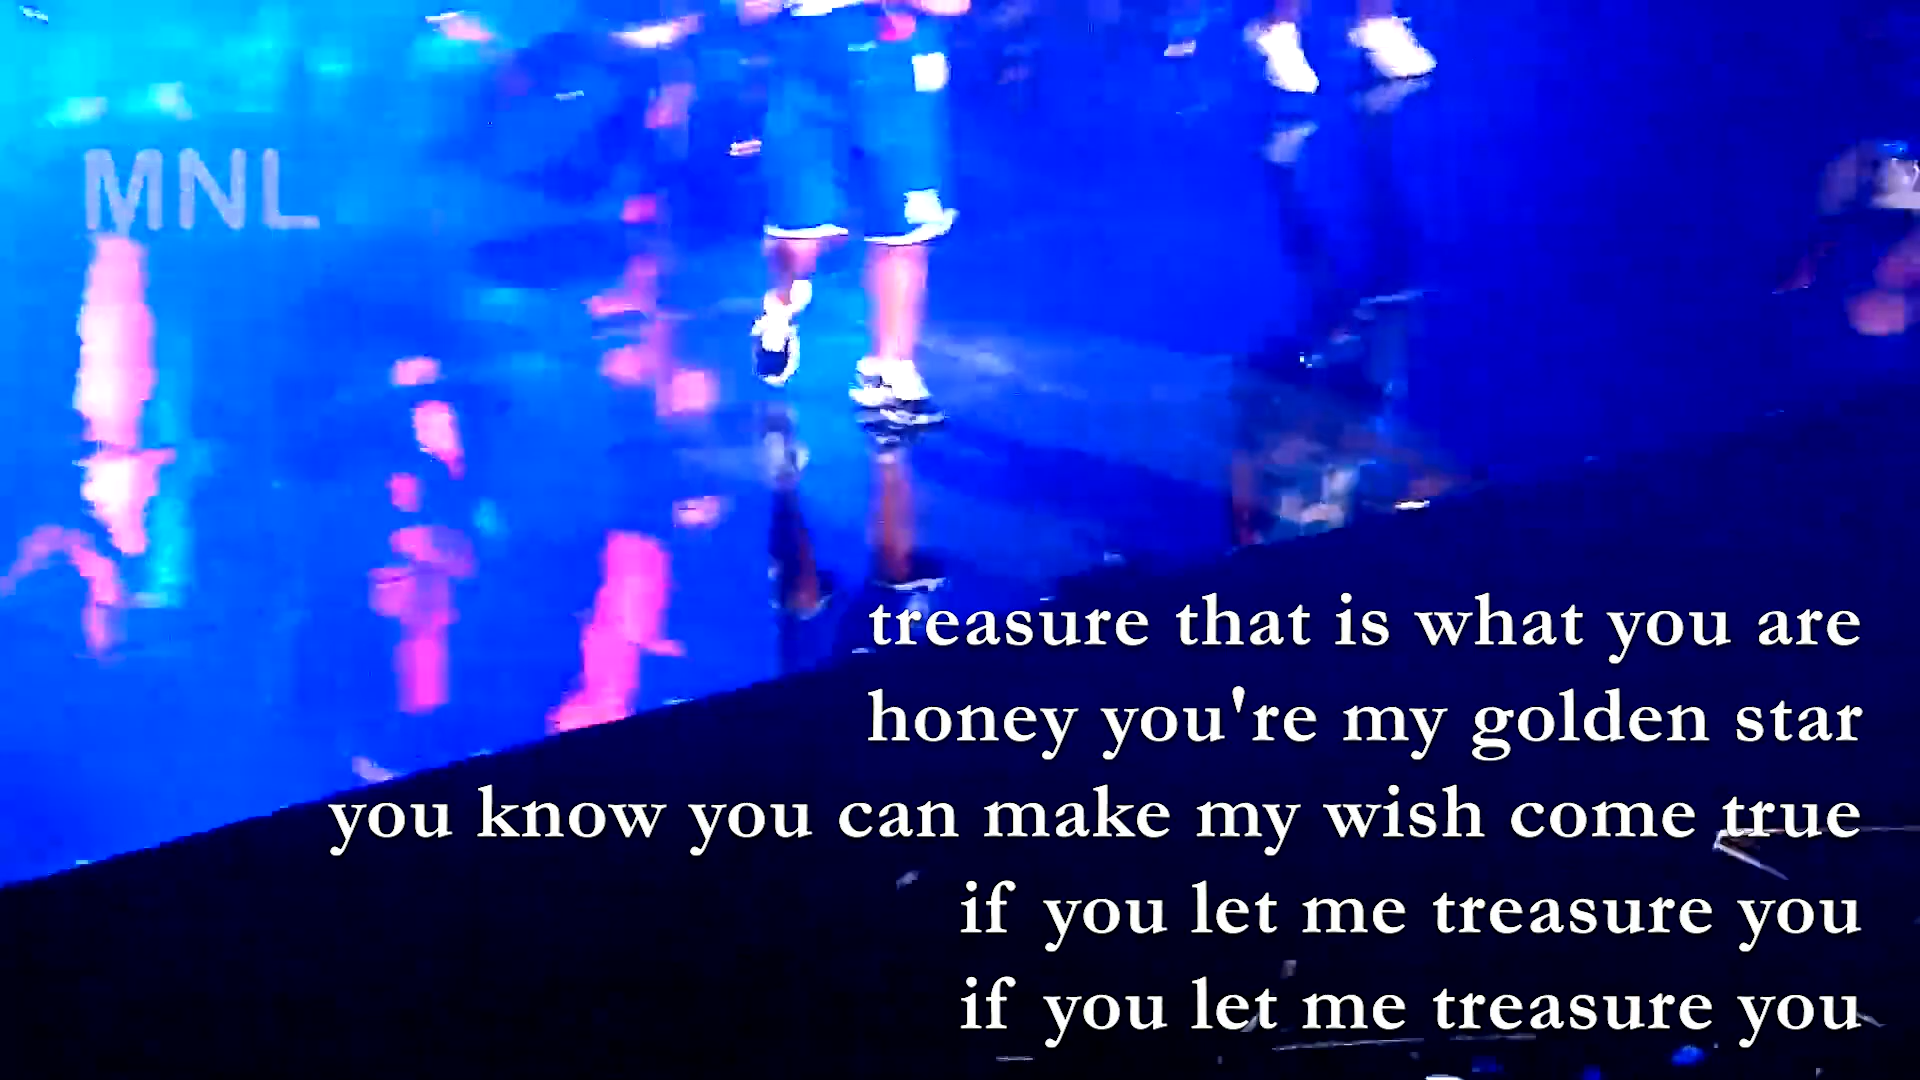 MNL
treasure that is what you are
honey you're my golden star
you know you can make my wish come true
if you let me treasure you
if you let me treasure you